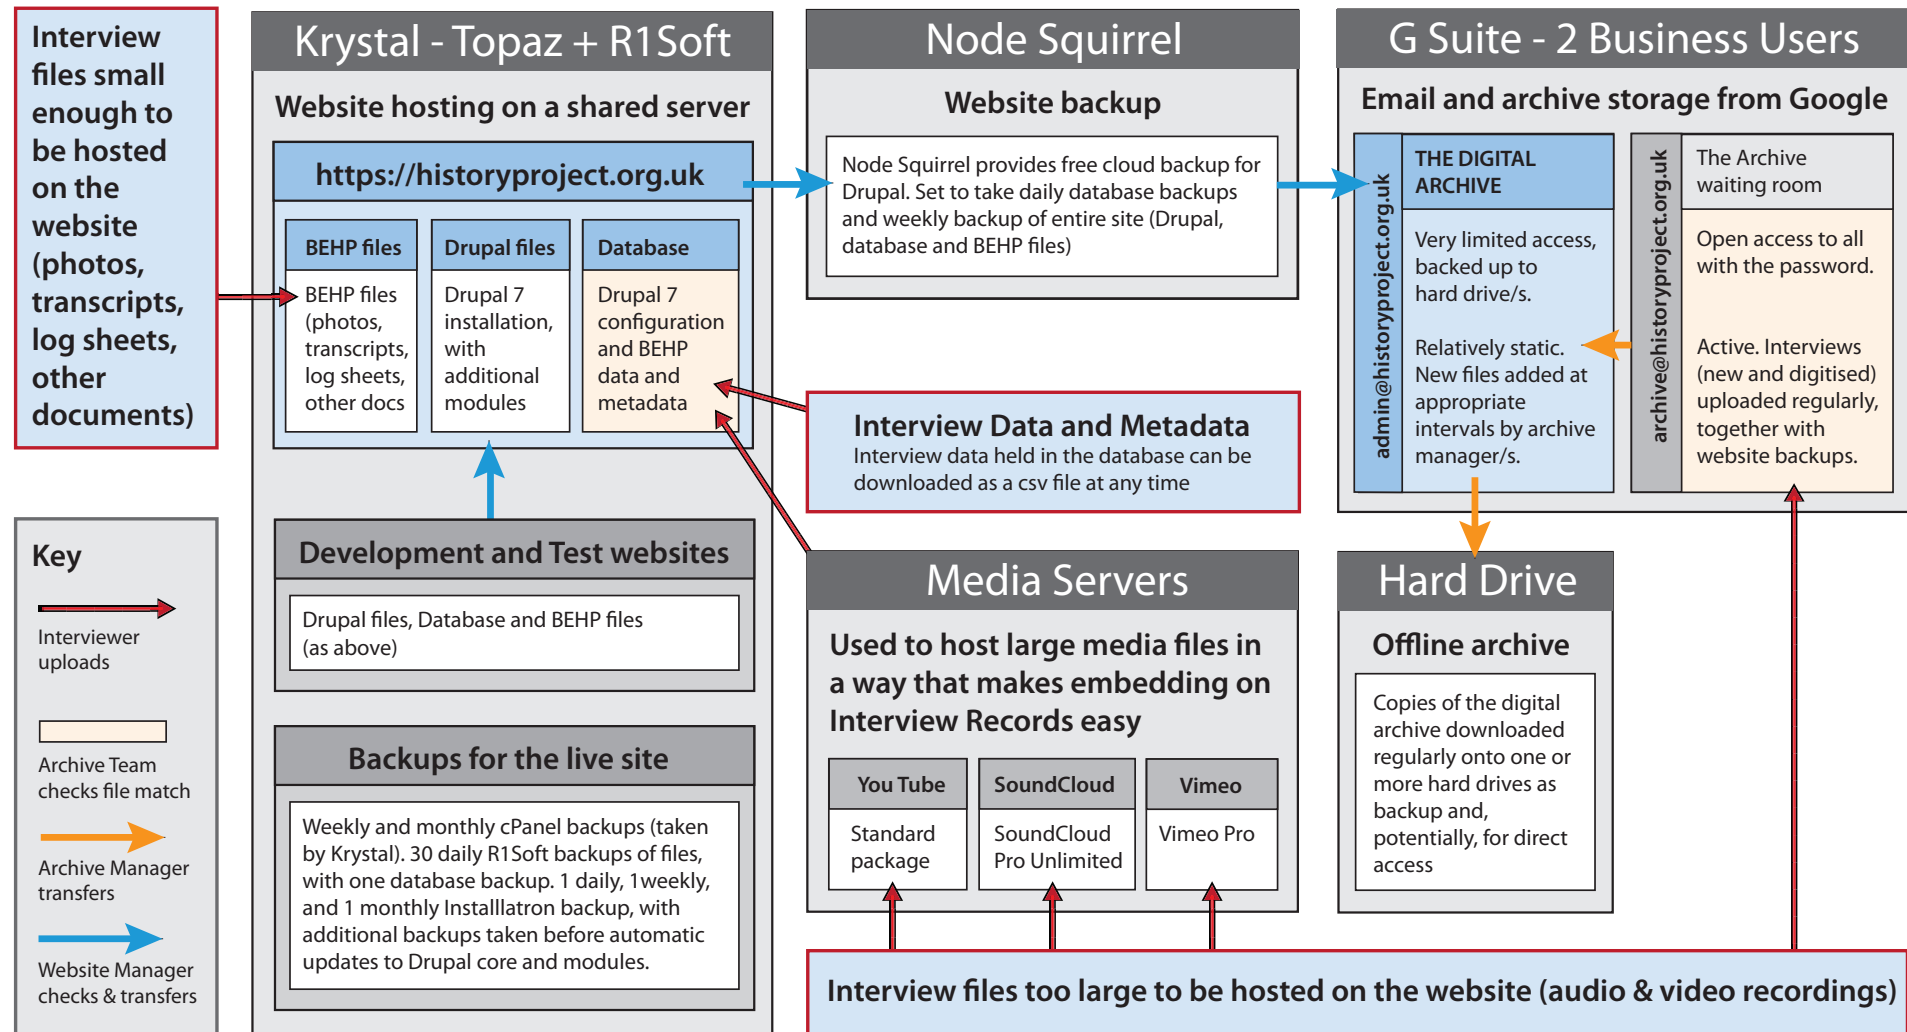 Interview
files small
enough to
be hosted
on the
website
(photos,
transcripts,
log sheets,
other
documents)
Key
Interviewer
uploads
Archive Team
checks file match
Archive Manager
transfers
Website Manager
checks & transfers
Krystal - Topaz + R1Soft
Website hosting on a shared server
https://historyproject.org.uk
BEHP files
BEHP files
(photos,
transcripts,
log sheets,
other docs
Drupal files
Drupal 7
installation,
with
additional
modules
Database
Drupal 7
configuration
and BEHP
data and
metadata
Development and Test websites
Drupal files, Database and BEHP files
(as above)
Backups for the live site
Weekly and monthly cPanel backups (taken
by Krystal). 30 daily R1Soft backups of files,
with one database backup. 1 daily, 1weekly,
and 1 monthly Installlatron backup, with
additional backups taken before automatic
updates to Drupal core and modules.
Node Squirrel
Website backup
Node Squirrel provides free cloud backup for
Drupal. Set to take daily database backups
and weekly backup of entire site (Drupal,
database and BEHP files)
Interview Data and Metadata
Interview data held in the database can be
downloaded as a csv file at any time
Media Servers
Used to host large media files in
a way that makes embedding on
Interview Records easy
You Tube
Standard
package
SoundCloud
SoundCloud
Pro Unlimited
Vimeo
Vimeo Pro
G Suite - 2 Business Users
Email and archive storage from Google
admin@historyproject.org.uk
THE DIGITAL
ARCHIVE
Very limited access,
backed up to
hard drive/s.
Relatively static.
New files added at
appropriate
intervals by archive
manager/s.
archive@historyproject.org.uk
The Archive
waiting room
Open access to all
with the password.
Active. Interviews
(new and digitised)
uploaded regularly,
together with
website backups.
Hard Drive
Offline archive
Copies of the digital
archive downloaded
regularly onto one or
more hard drives as
backup and,
potentially, for direct
access
Interview files too large to be hosted on the website (audio & video recordings)